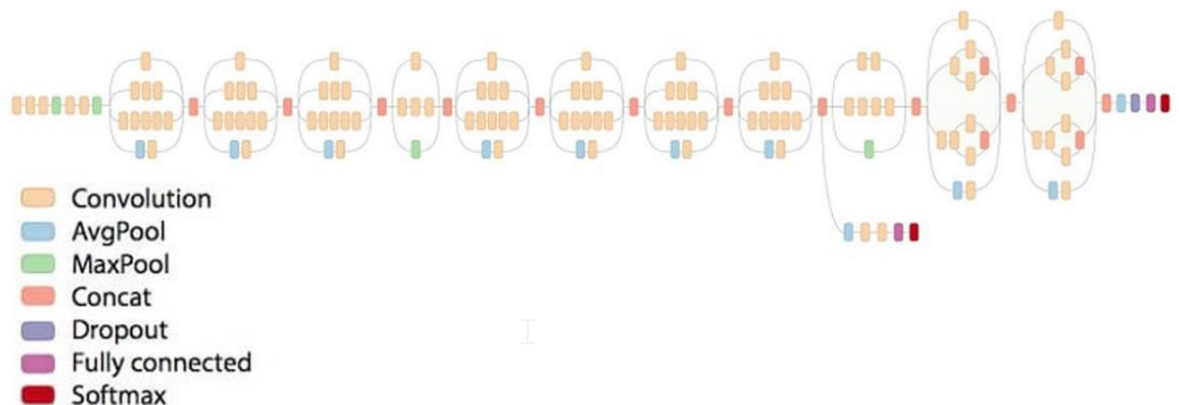 Convolution
AvgPool
MaxPool
Concat
Dropout
Fully connected
Softmax